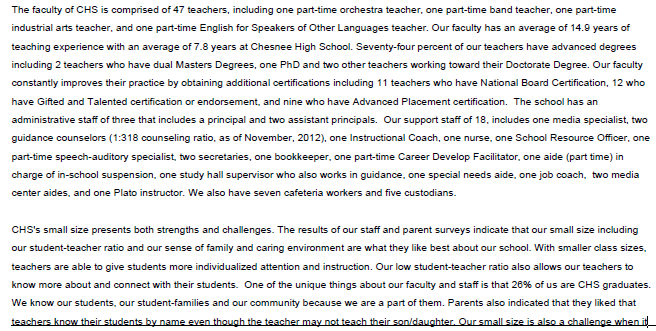 The faculty of CHS is comprised of 47 teachers, including one part-time orchestra teacher, one part-time band teacher, one part-time
industrial arts teacher, and one part-time English for Speakers of Other Languages teacher. Our faculty has an average of 14.9 years of
teaching experience with an average of 7.8 years at Chesnee High School. Seventy-four percent of our teachers have advanced degrees
including 2 teachers who have dual Masters Degrees, one PhD and two other teachers working toward their Doctorate Degree. Our faculty
constantly improves their practice by obtaining additional certifications including 11 teachers who have National Board Certification, 12 who
have Gifted and Talented certification or endorsement, and nine who have Advanced Placement certification.  The school has an
administrative staff of three that includes a principal and two assistant principals.  Our support staff of 18, includes one media specialist, two
guidance counselors (1:318 counseling ratio, as of November, 2012), one Instructional Coach, one nurse, one School Resource Officer, one
part-time speech-auditory specialist, two secretaries, one bookkeeper, one part-time Career Develop Facilitator, one aide (part time) in
charge of in-school suspension, one study hall supervisor who also works in guidance, one special needs aide, one job coach,  two media
center aides, and one Plato instructor. We also have seven cafeteria workers and five custodians.

CHS's small size presents both strengths and challenges. The results of our staff and parent surveys indicate that our small size including
our student-teacher ratio and our sense of family and caring environment are what they like best about our school. With smaller class sizes,
teachers are able to give students more individualized attention and instruction. Our low student-teacher ratio also allows our teachers to
know more about and connect with their students.  One of the unique things about our faculty and staff is that 26% of us are CHS graduates.
We know our students, our student-families and our community because we are a part of them. Parents also indicated that they liked that
teachers know their students by name even though the teacher may not teach their son/daughter. Our small size is also a challenge when it